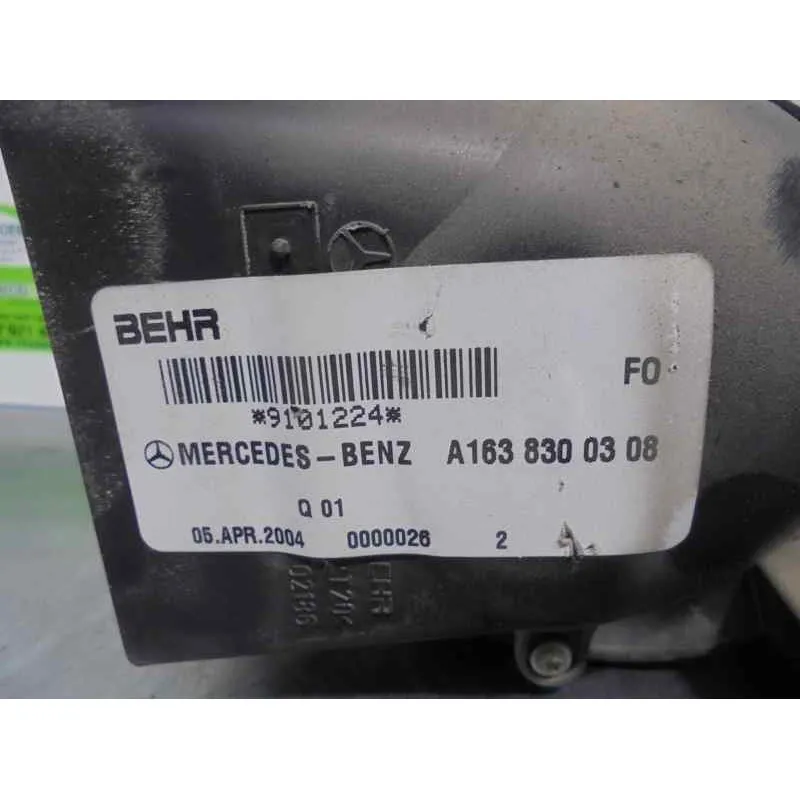 BEHR
FO
*9101224*
MERCEDES-BENZ A163 830 03 08
Q 01
05.APR.2004 0000026 2